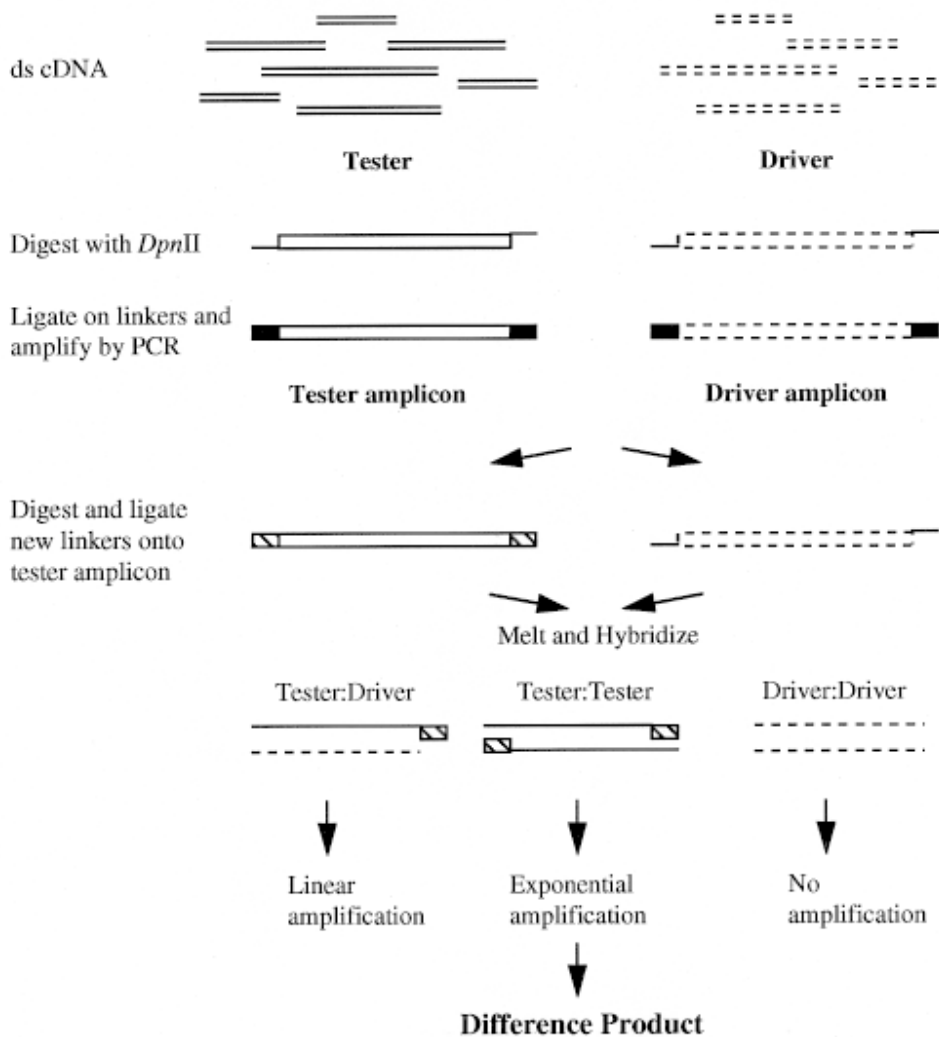 ds cDNA
Tester
Driver
Digest with DpnII
Ligate on linkers and
amplify by PCR
Tester amplicon
Driver amplicon
Digest and ligate
new linkers onto
tester amplicon
Melt and Hybridize
Tester:Driver
Tester:Tester
Driver:Driver
Linear
amplification
Exponential
amplification
No
amplification
Difference Product